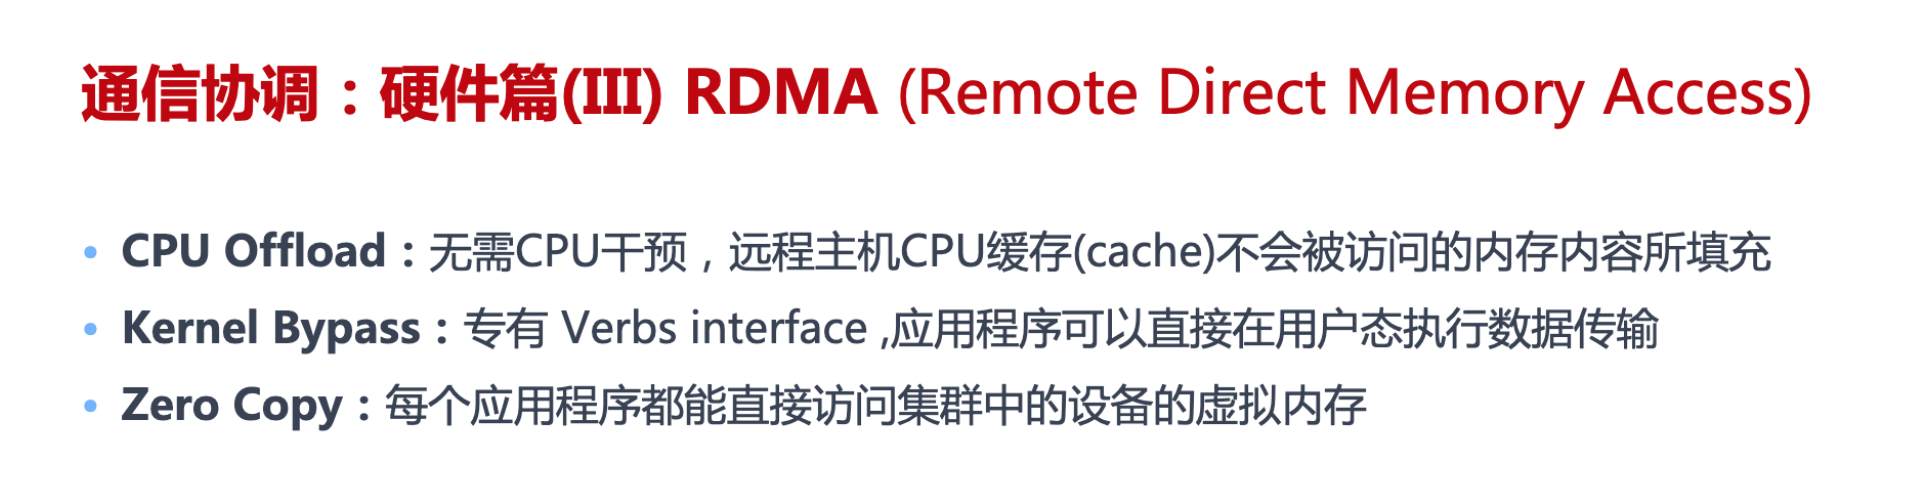 通信协调：硬件篇(III) RDMA (Remote Direct Memory Access)
• CPU Offload：无需CPU干预，远程主机CPU缓存(cache)不会被访问的内存内容所填充
• Kernel Bypass：专有 Verbs interface ,应用程序可以直接在用户态执行数据传输
• Zero Copy：每个应用程序都能直接访问集群中的设备的虚拟内存